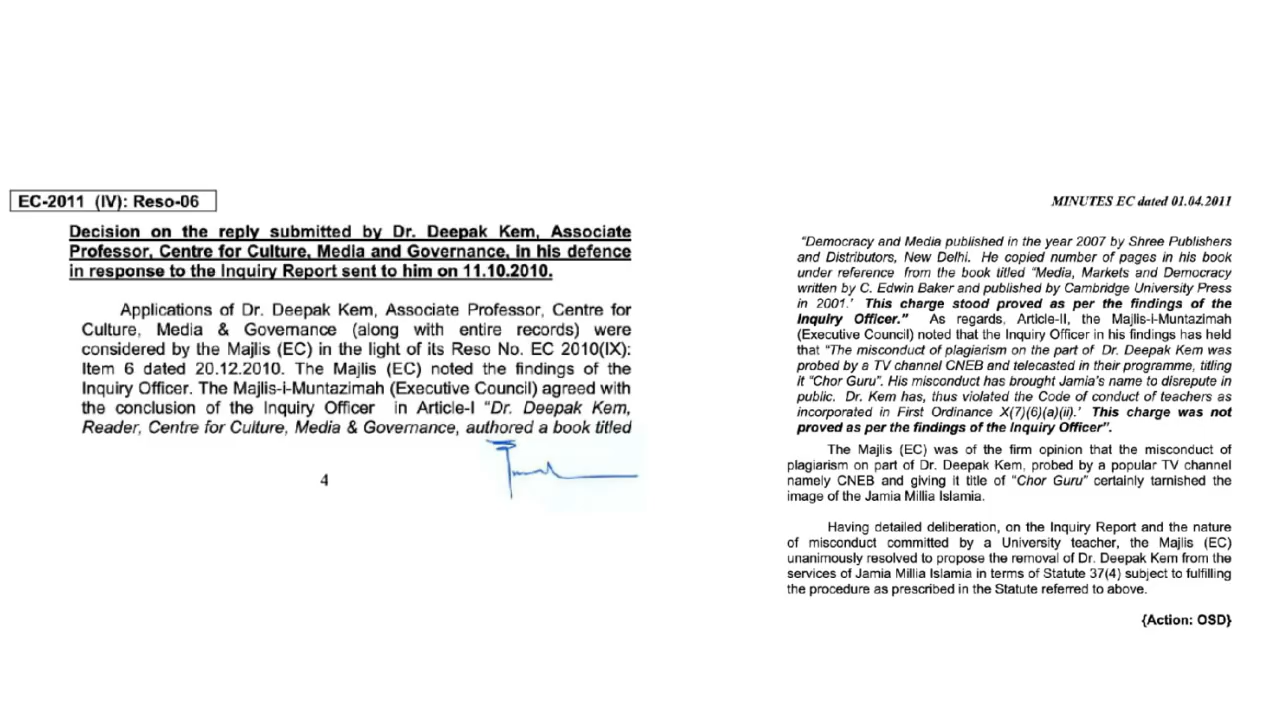 EC-2011 (IV): Reso-06
Decision on the reply submitted by Dr. Deepak Kem, Associate
Professor, Centre for Culture, Media and Governance, in his defence
in response to the Inquiry Report sent to him on 11.10.2010.
Applications of Dr. Deepak Kem, Associate Professor, Centre for
Culture, Media & Governance (along with entire records) were
considered by the Majlis (EC) in the light of its Reso No. EC 2010(IX):
Item 6 dated 20.12.2010. The Majlis (EC) noted the findings of the
Inquiry Officer. The Majlis-i-Muntazimah (Executive Council) agreed with
the conclusion of the Inquiry Officer in Article-I “Dr. Deepak Kem,
Reader, Centre for Culture, Media & Governance, authored a book titled
4
MINUTES EC dated 01.04.2011
“Democracy and Media published in the year 2007 by Shree Publishers
and Distributors, New Delhi. He copied number of pages in his book
under reference from the book titled “Media, Markets and Democracy
written by C. Edwin Baker and published by Cambridge University Press
in 2001.’ This charge stood proved as per the findings of the
Inquiry Officer.” As regards, Article-II, the Majlis-i-Muntazimah
(Executive Council) noted that the Inquiry Officer in his findings has held
that “The misconduct of plagiarism on the part of Dr. Deepak Kem was
probed by a TV channel CNEB and telecasted in their programme, titling
it “Chor Guru”. His misconduct has brought Jamia's name to disrepute in
public. Dr. Kem has, thus violated the Code of conduct of teachers as
incorporated in First Ordinance X(7)(6)(a)(ii).’ This charge was not
proved as per the findings of the Inquiry Officer”.
The Majlis (EC) was of the firm opinion that the misconduct of
plagiarism on part of Dr. Deepak Kem, probed by a popular TV channel
namely CNEB and giving it title of “Chor Guru” certainly tarnished the
image of the Jamia Millia Islamia.
Having detailed deliberation, on the Inquiry Report and the nature
of misconduct committed by a University teacher, the Majlis (EC)
unanimously resolved to propose the removal of Dr. Deepak Kem from the
services of Jamia Millia Islamia in terms of Statute 37(4) subject to fulfilling
the procedure as prescribed in the Statute referred to above.
{Action: OSD}